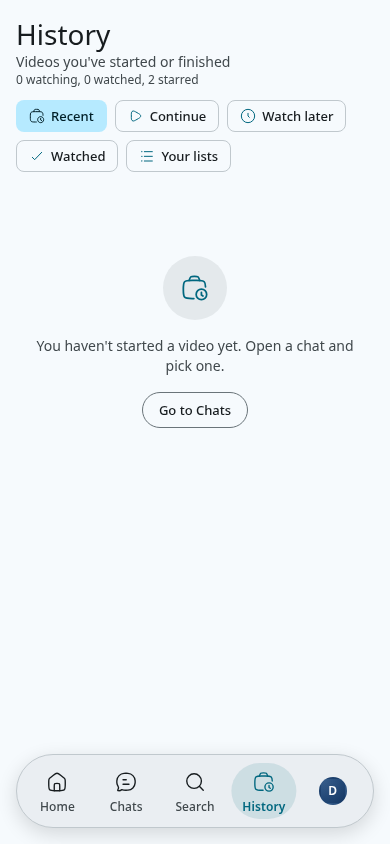 History
Videos you've started or finished
0 watching, 0 watched, 2 starred
Recent
Continue
Watch later
Watched
Your lists
You haven't started a video yet. Open a chat and
pick one.
Go to Chats
Home
Chats
Search
History
D